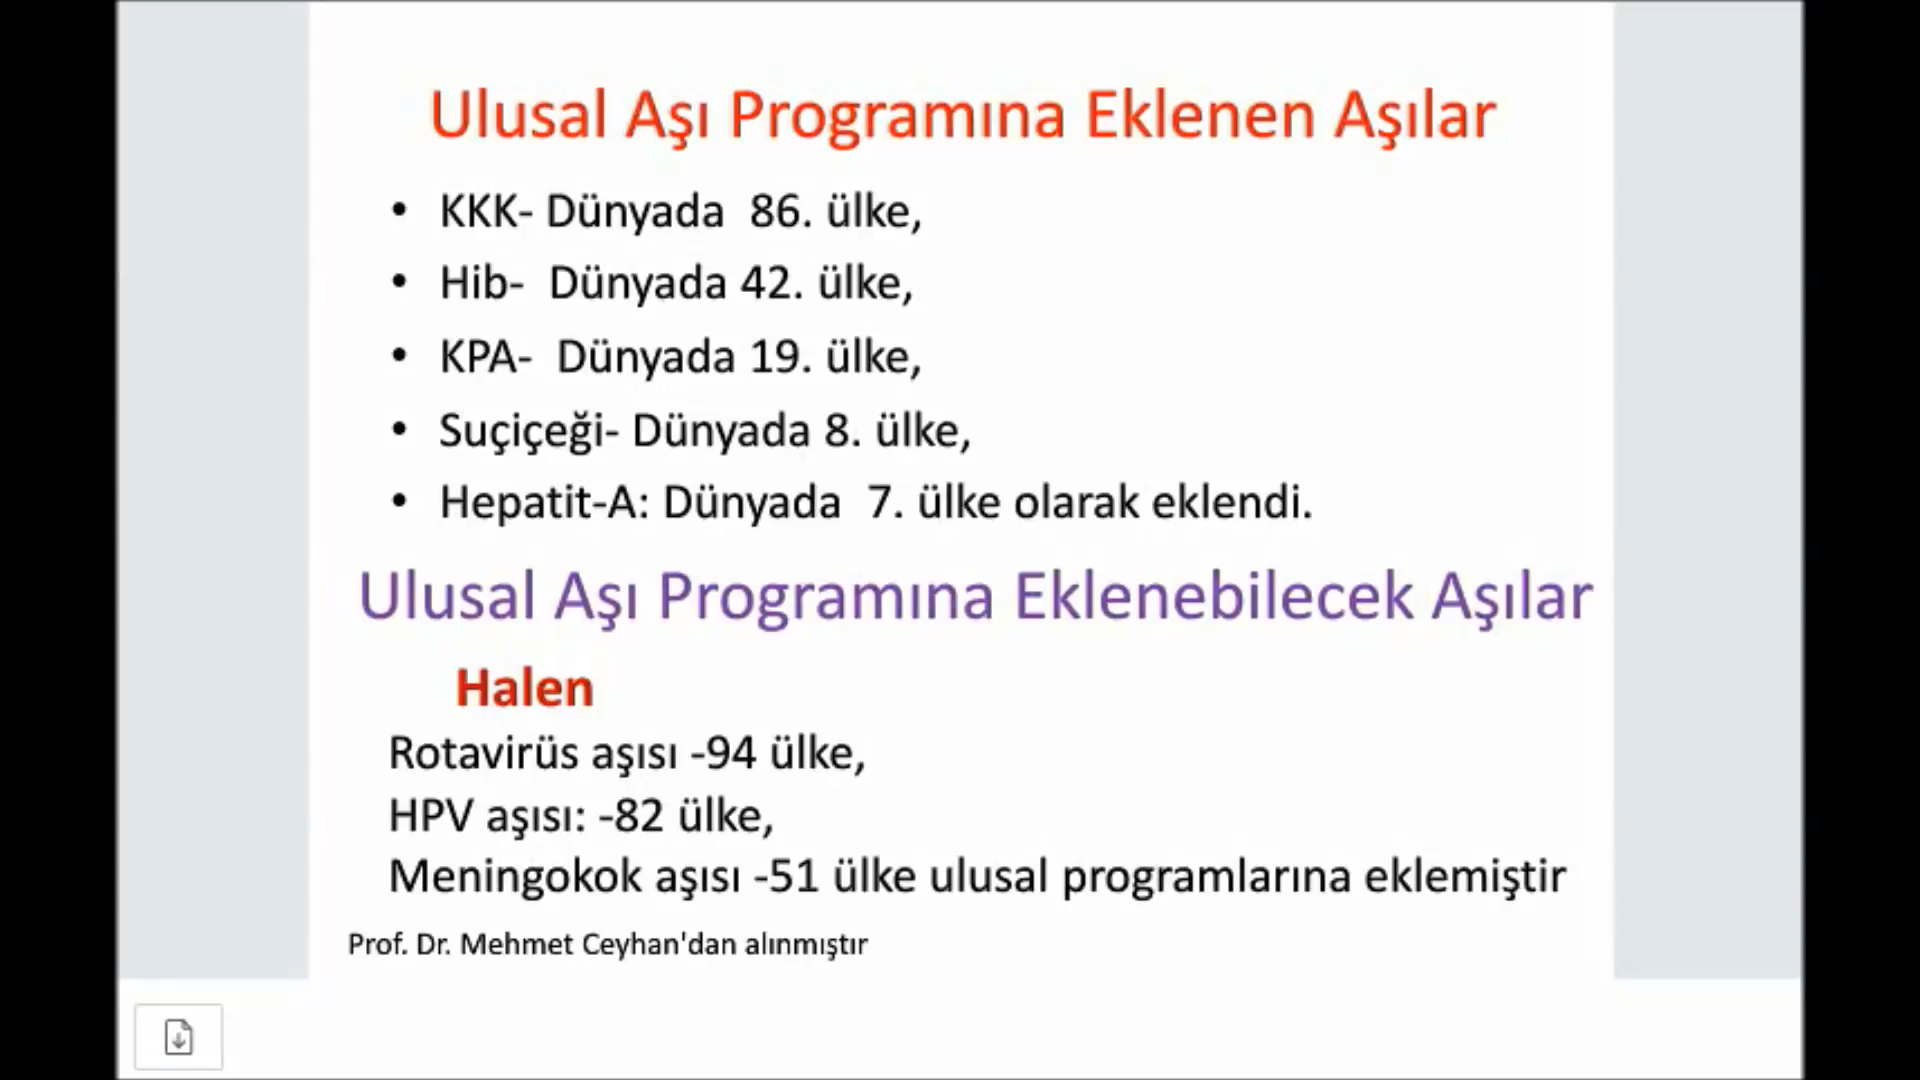 Ulusal Aşı Programına Eklenen Aşılar
• KKK- Dünyada 86. ülke,
• Hib- Dünyada 42. ülke,
• KPA- Dünyada 19. ülke,
• Suçiçeği- Dünyada 8. ülke,
• Hepatit-A: Dünyada 7. ülke olarak eklendi.
Ulusal Aşı Programına Eklenebilecek Aşılar
Halen
Rotavirüs aşısı -94 ülke,
HPV aşısı: -82 ülke,
Meningokok aşısı -51 ülke ulusal programlarına eklemiştir
Prof. Dr. Mehmet Ceyhan'dan alınmıştır